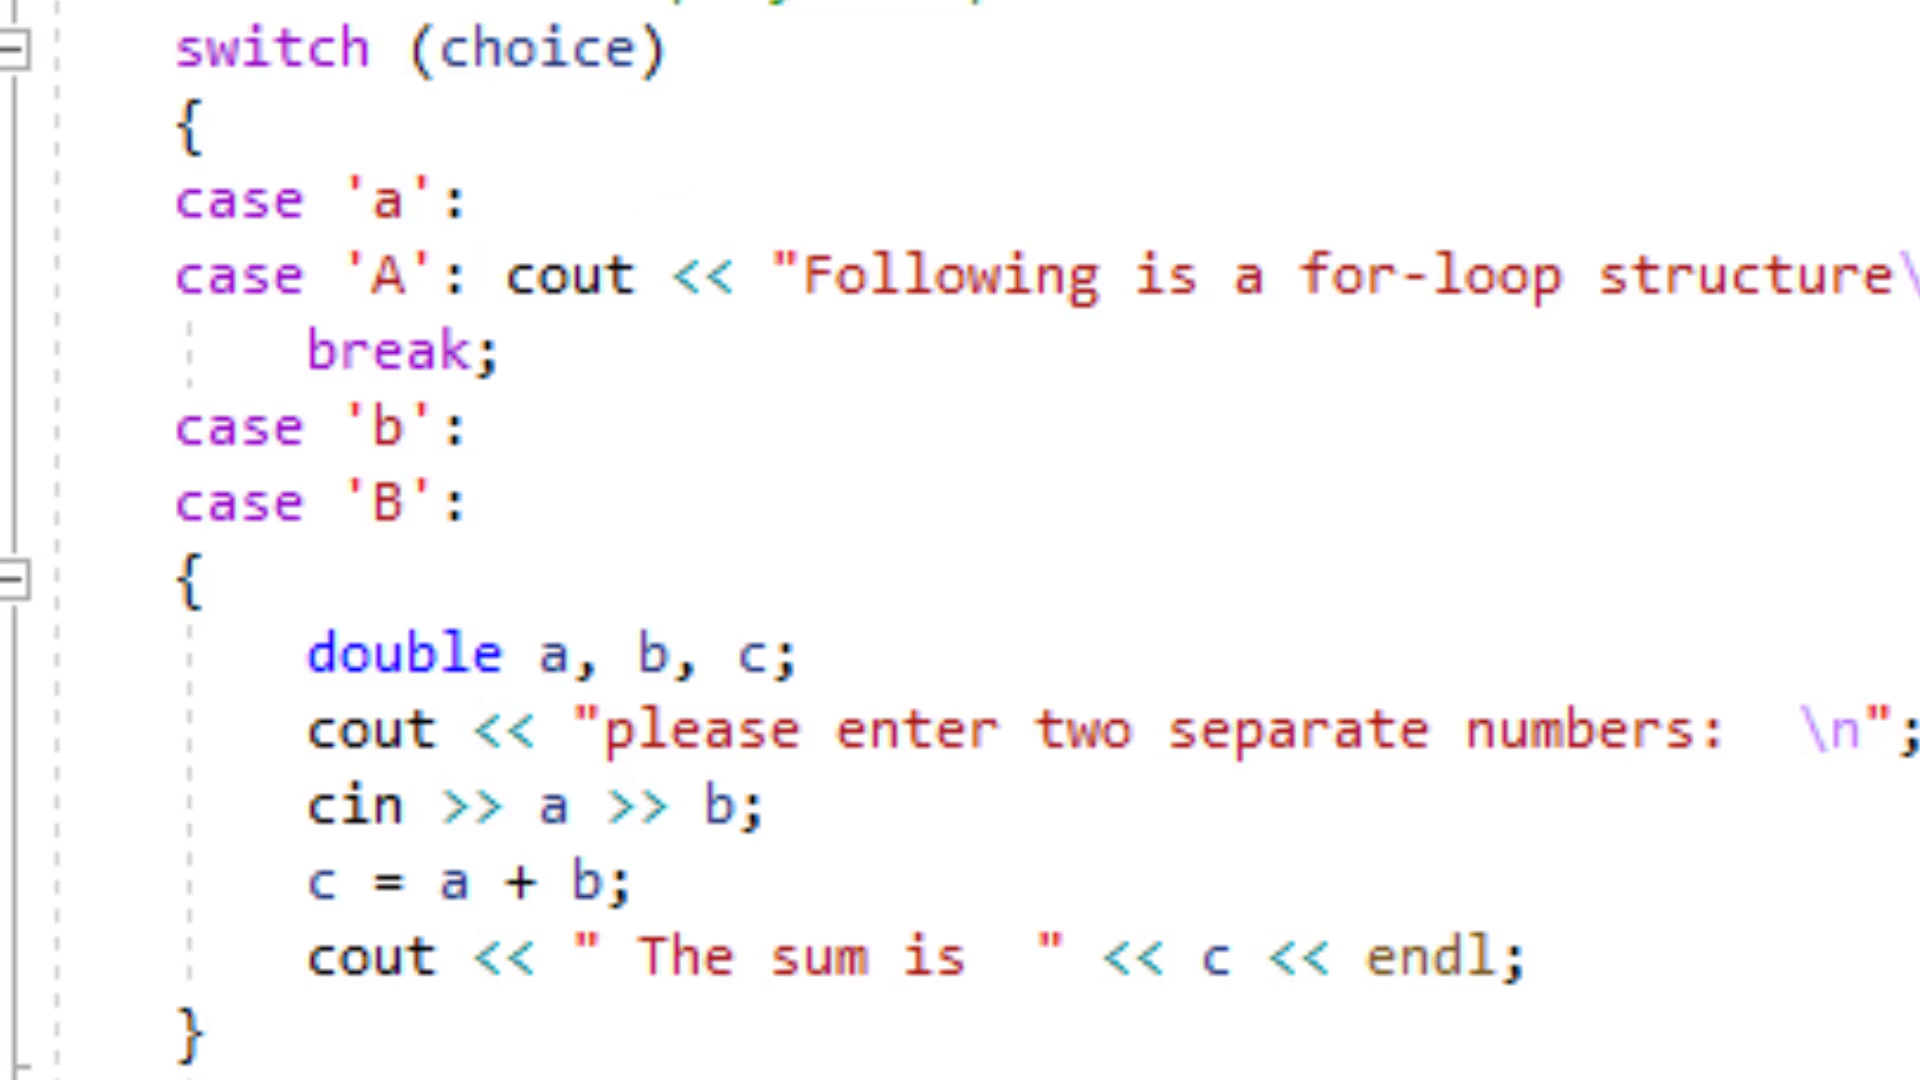 switch (choice)
{
case 'a':
case 'A': cout << "Following is a for-loop structure\
break;
case 'b':
case 'B':
{
double a, b, c;
cout << "please enter two separate numbers:  \n";
cin >> a >> b;
c = a + b;
cout << " The sum is  " << c << endl;
}